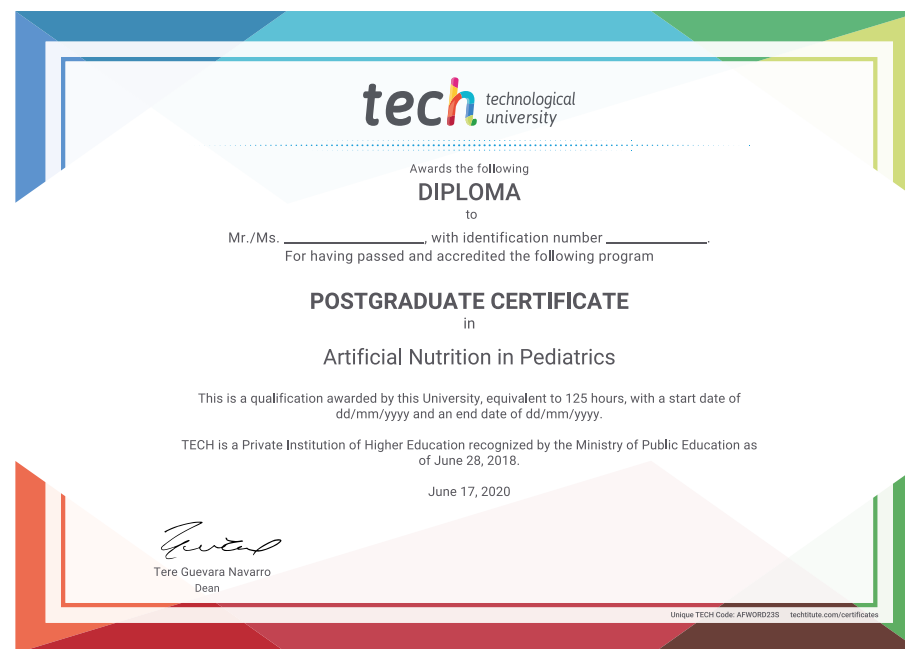 tech technological
university
Awards the following
DIPLOMA
to
Mr./Ms. ____________________, with identification number ______________.
For having passed and accredited the following program
POSTGRADUATE CERTIFICATE
in
Artificial Nutrition in Pediatrics
This is a qualification awarded by this University, equivalent to 125 hours, with a start date of
dd/mm/yyyy and an end date of dd/mm/yyyy.
TECH is a Private Institution of Higher Education recognized by the Ministry of Public Education as
of June 28, 2018.
June 17, 2020
Tere Guevara Navarro
Dean
Unique TECH Code: AFWORD23S techtitute.com/certificates